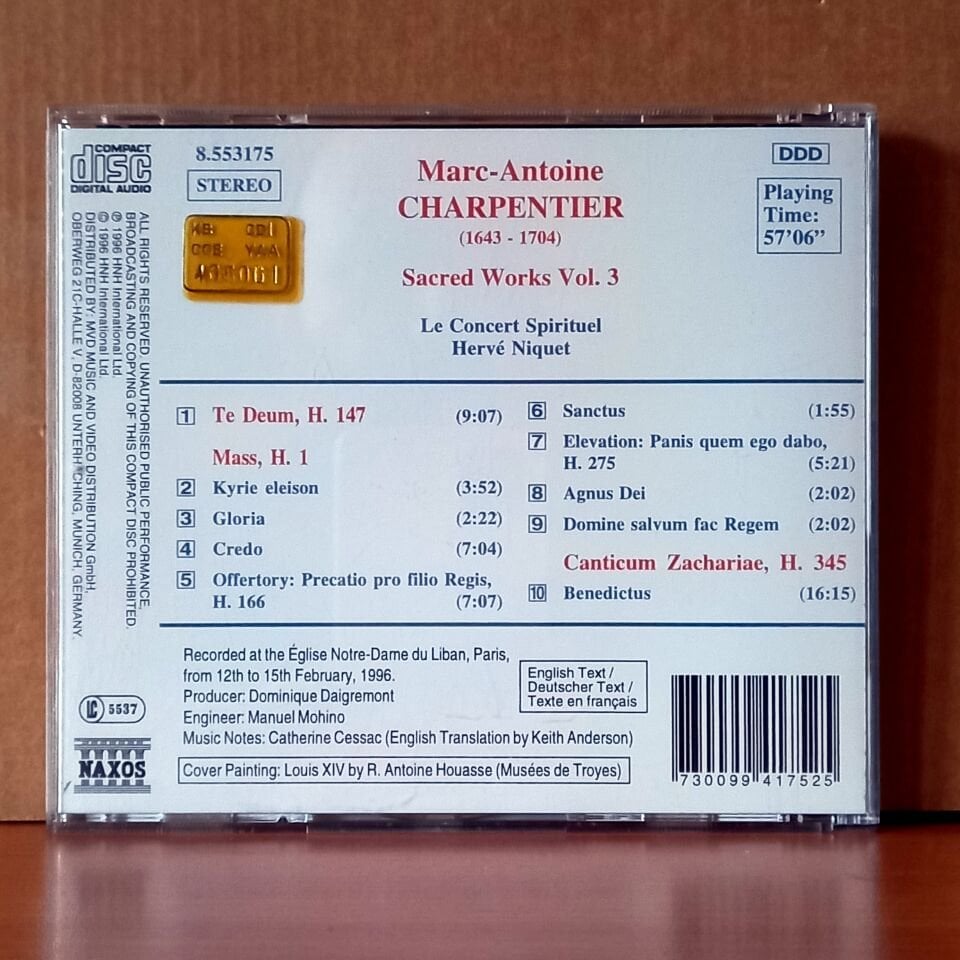 COMPACT
disc
DIGITAL AUDIO
8.553175
STEREO
Marc-Antoine
CHARPENTIER
(1643 - 1704)
Sacred Works Vol. 3
Le Concert Spirituel
Hervé Niquet
DDD
Playing
Time:
57'06”
1 Te Deum, H. 147 (9:07)
Mass, H. 1
2 Kyrie eleison (3:52)
3 Gloria (2:22)
4 Credo (7:04)
5 Offertory: Precatio pro filio Regis,
H. 166 (7:07)
6 Sanctus (1:55)
7 Elevation: Panis quem ego dabo,
H. 275 (5:21)
8 Agnus Dei (2:02)
9 Domine salvum fac Regem (2:02)
Canticum Zachariae, H. 345
10 Benedictus (16:15)
Recorded at the Église Notre-Dame du Liban, Paris,
from 12th to 15th February, 1996.
Producer: Dominique Daigremont
Engineer: Manuel Mohino
Music Notes: Catherine Cessac (English Translation by Keith Anderson)
Cover Painting: Louis XIV by R. Antoine Houasse (Musées de Troyes)
English Text /
Deutscher Text /
Texte en français
7 30099 41752 5
ALL RIGHTS RESERVED. UNAUTHORISED PUBLIC PERFORMANCE,
BROADCASTING AND COPYING OF THIS COMPACT DISC PROHIBITED.
℗ 1996 HNH International Ltd.
© 1996 HNH International Ltd.
DISTRIBUTED BY: MVD MUSIC AND VIDEO DISTRIBUTION GmbH,
OBERWEG 21C-HALLE V, D-82008 UNTERHACHING, MUNICH, GERMANY.
LC 5537
NAXOS